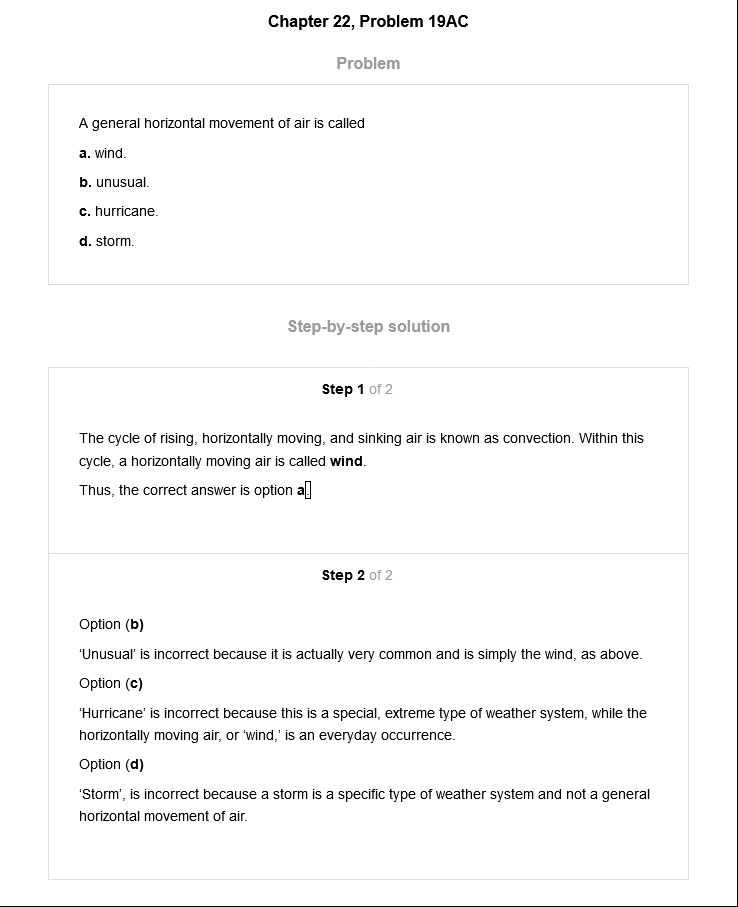 Chapter 22, Problem 19AC
Problem
A general horizontal movement of air is called
a. wind.
b. unusual.
c. hurricane.
d. storm.
Step-by-step solution
Step 1 of 2
The cycle of rising, horizontally moving, and sinking air is known as convection. Within this
cycle, a horizontally moving air is called wind.
Thus, the correct answer is option a.
Step 2 of 2
Option (b)
‘Unusual’ is incorrect because it is actually very common and is simply the wind, as above.
Option (c)
‘Hurricane’ is incorrect because this is a special, extreme type of weather system, while the
horizontally moving air, or ‘wind,’ is an everyday occurrence.
Option (d)
‘Storm’, is incorrect because a storm is a specific type of weather system and not a general
horizontal movement of air.